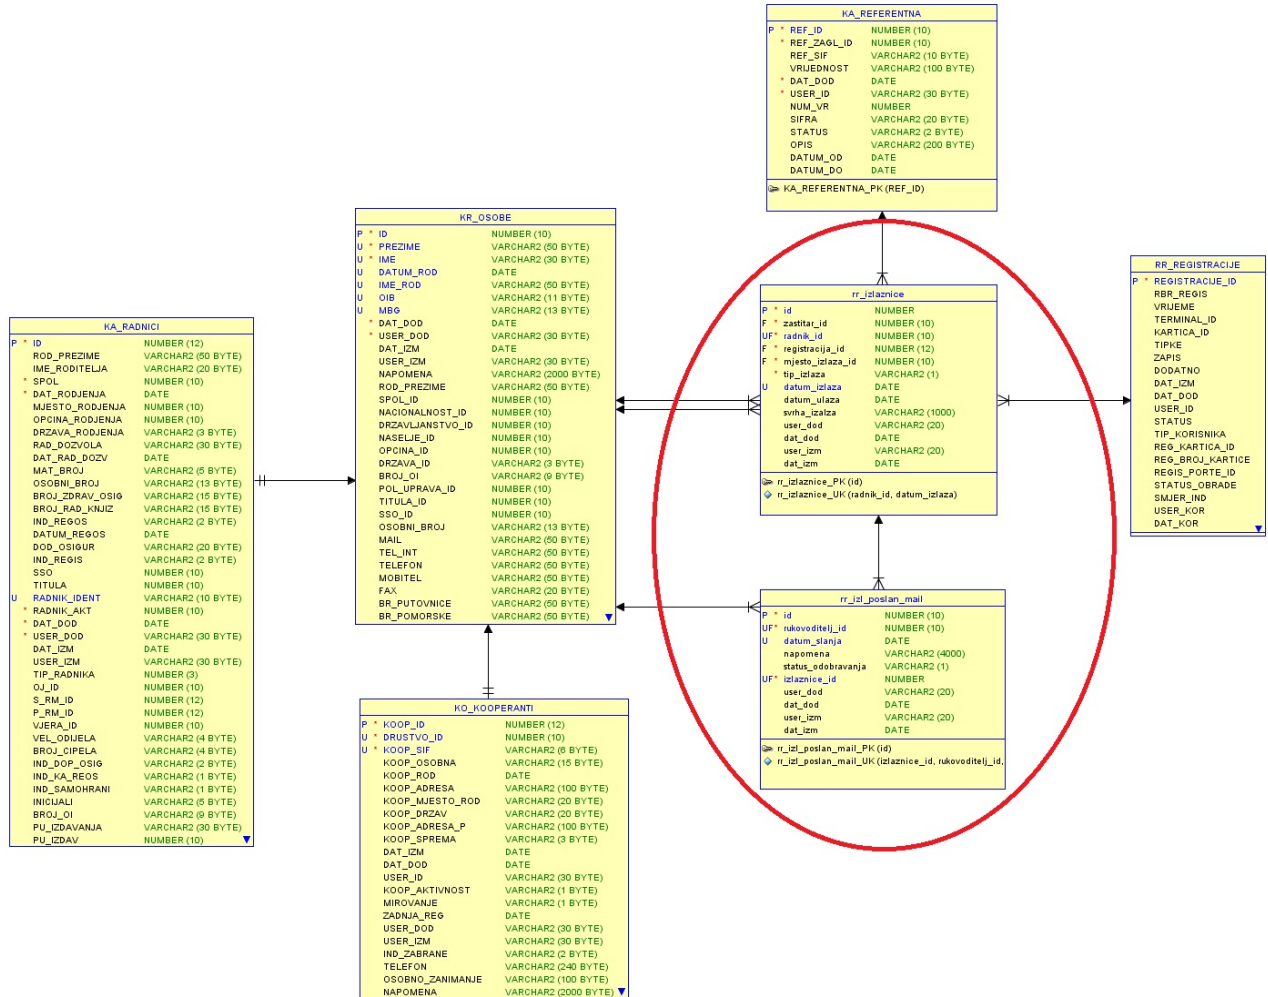 KA_REFERENTNA
P * REF_ID NUMBER (10)
* REF_ZAGL_ID NUMBER (10)
REF_SIF VARCHAR2 (10 BYTE)
VRIJEDNOST VARCHAR2 (100 BYTE)
* DAT_DOD DATE
* USER_ID VARCHAR2 (30 BYTE)
NUM_VR NUMBER
SIFRA VARCHAR2 (20 BYTE)
STATUS VARCHAR2 (2 BYTE)
OPIS VARCHAR2 (200 BYTE)
DATUM_OD DATE
DATUM_DO DATE
KA_REFERENTNA_PK (REF_ID)
KR_OSOBE
P * ID NUMBER (10)
U * PREZIME VARCHAR2 (50 BYTE)
U * IME VARCHAR2 (30 BYTE)
U DATUM_ROD DATE
U IME_ROD VARCHAR2 (50 BYTE)
U OIB VARCHAR2 (11 BYTE)
U MBG VARCHAR2 (13 BYTE)
* DAT_DOD DATE
* USER_DOD VARCHAR2 (30 BYTE)
DAT_IZM DATE
USER_IZM VARCHAR2 (30 BYTE)
NAPOMENA VARCHAR2 (2000 BYTE)
ROD_PREZIME VARCHAR2 (50 BYTE)
SPOL_ID NUMBER (10)
NACIONALNOST_ID NUMBER (10)
DRZAVLJANSTVO_ID NUMBER (10)
NASELJE_ID NUMBER (10)
OPCINA_ID NUMBER (10)
DRZAVA_ID VARCHAR2 (3 BYTE)
BROJ_OI VARCHAR2 (9 BYTE)
POL_UPRAVA_ID NUMBER (10)
TITULA_ID NUMBER (10)
SSO_ID NUMBER (10)
OSOBNI_BROJ VARCHAR2 (13 BYTE)
MAIL VARCHAR2 (50 BYTE)
TEL_INT VARCHAR2 (50 BYTE)
TELEFON VARCHAR2 (50 BYTE)
MOBITEL VARCHAR2 (50 BYTE)
FAX VARCHAR2 (20 BYTE)
BR_PUTOVNICE VARCHAR2 (50 BYTE)
BR_POMORSKE VARCHAR2 (50 BYTE)
RR_REGISTRACIJE
P * REGISTRACIJE_ID
RBR_REGIS
VRIJEME
TERMINAL_ID
KARTICA_ID
TIPKE
ZAPIS
DODATNO
DAT_IZM
DAT_DOD
USER_ID
STATUS
TIP_KORISNIKA
REG_KARTICA_ID
REG_BROJ_KARTICE
REGIS_PORTE_ID
STATUS_OBRADE
SMJER_IND
USER_KOR
DAT_KOR
rr_izlaznice
P * id NUMBER
F * zastitar_id NUMBER (10)
UF* radnik_id NUMBER (10)
F * registracija_id NUMBER (12)
F * mjesto_izlaza_id NUMBER (10)
* tip_izlaza VARCHAR2 (1)
U datum_izlaza DATE
datum_ulaza DATE
svrha_izalza VARCHAR2 (1000)
user_dod VARCHAR2 (20)
dat_dod DATE
user_izm VARCHAR2 (20)
dat_izm DATE
rr_izlaznice_PK (id)
rr_izlaznice_UK (radnik_id, datum_izlaza)
KA_RADNICI
P * ID NUMBER (12)
ROD_PREZIME VARCHAR2 (50 BYTE)
IME_RODITELJA VARCHAR2 (20 BYTE)
* SPOL NUMBER (10)
* DAT_RODJENJA DATE
MJESTO_RODJENJA NUMBER (10)
OPCINA_RODJENJA NUMBER (10)
DRZAVA_RODJENJA VARCHAR2 (3 BYTE)
RAD_DOZVOLA VARCHAR2 (30 BYTE)
DAT_RAD_DOZV DATE
MAT_BROJ VARCHAR2 (5 BYTE)
OSOBNI_BROJ VARCHAR2 (13 BYTE)
BROJ_ZDRAV_OSIG VARCHAR2 (15 BYTE)
BROJ_RAD_KNJIZ VARCHAR2 (15 BYTE)
IND_REGOS VARCHAR2 (2 BYTE)
DATUM_REGOS DATE
DOD_OSIGUR VARCHAR2 (20 BYTE)
IND_REGIS VARCHAR2 (2 BYTE)
SSO NUMBER (10)
TITULA NUMBER (10)
U RADNIK_IDENT VARCHAR2 (10 BYTE)
* RADNIK_AKT NUMBER (10)
* DAT_DOD DATE
* USER_DOD VARCHAR2 (30 BYTE)
DAT_IZM DATE
USER_IZM VARCHAR2 (30 BYTE)
TIP_RADNIKA NUMBER (3)
OJ_ID NUMBER (10)
S_RM_ID NUMBER (12)
P_RM_ID NUMBER (12)
VJERA_ID NUMBER (10)
VEL_ODIJELA VARCHAR2 (4 BYTE)
BROJ_CIPELA VARCHAR2 (4 BYTE)
IND_DOP_OSIG VARCHAR2 (2 BYTE)
IND_KA_REOS VARCHAR2 (1 BYTE)
IND_SAMOHRANI VARCHAR2 (1 BYTE)
INICIJALI VARCHAR2 (5 BYTE)
BROJ_OI VARCHAR2 (9 BYTE)
PU_IZDAVANJA VARCHAR2 (30 BYTE)
PU_IZDAV NUMBER (10)
rr_izl_poslan_mail
P * id NUMBER (10)
UF* rukovoditelj_id NUMBER (10)
U datum_slanja DATE
napomena VARCHAR2 (4000)
status_odobravanja VARCHAR2 (1)
UF* izlaznice_id NUMBER
user_dod VARCHAR2 (20)
dat_dod DATE
user_izm VARCHAR2 (20)
dat_izm DATE
rr_izl_poslan_mail_PK (id)
rr_izl_poslan_mail_UK (izlaznice_id, rukovoditelj_id,
KO_KOOPERANTI
P * KOOP_ID NUMBER (12)
U * DRUSTVO_ID NUMBER (10)
U * KOOP_SIF VARCHAR2 (6 BYTE)
KOOP_OSOBNA VARCHAR2 (15 BYTE)
KOOP_ROD DATE
KOOP_ADRESA VARCHAR2 (100 BYTE)
KOOP_MJESTO_ROD VARCHAR2 (20 BYTE)
KOOP_DRZAV VARCHAR2 (20 BYTE)
KOOP_ADRESA_P VARCHAR2 (100 BYTE)
KOOP_SPREMA VARCHAR2 (3 BYTE)
DAT_IZM DATE
DAT_DOD DATE
USER_ID VARCHAR2 (30 BYTE)
KOOP_AKTIVNOST VARCHAR2 (1 BYTE)
MIROVANJE VARCHAR2 (1 BYTE)
ZADNJA_REG DATE
USER_DOD VARCHAR2 (30 BYTE)
USER_IZM VARCHAR2 (30 BYTE)
IND_ZABRANE VARCHAR2 (2 BYTE)
TELEFON VARCHAR2 (240 BYTE)
OSOBNO_ZANIMANJE VARCHAR2 (100 BYTE)
NAPOMENA VARCHAR2 (2000 BYTE)